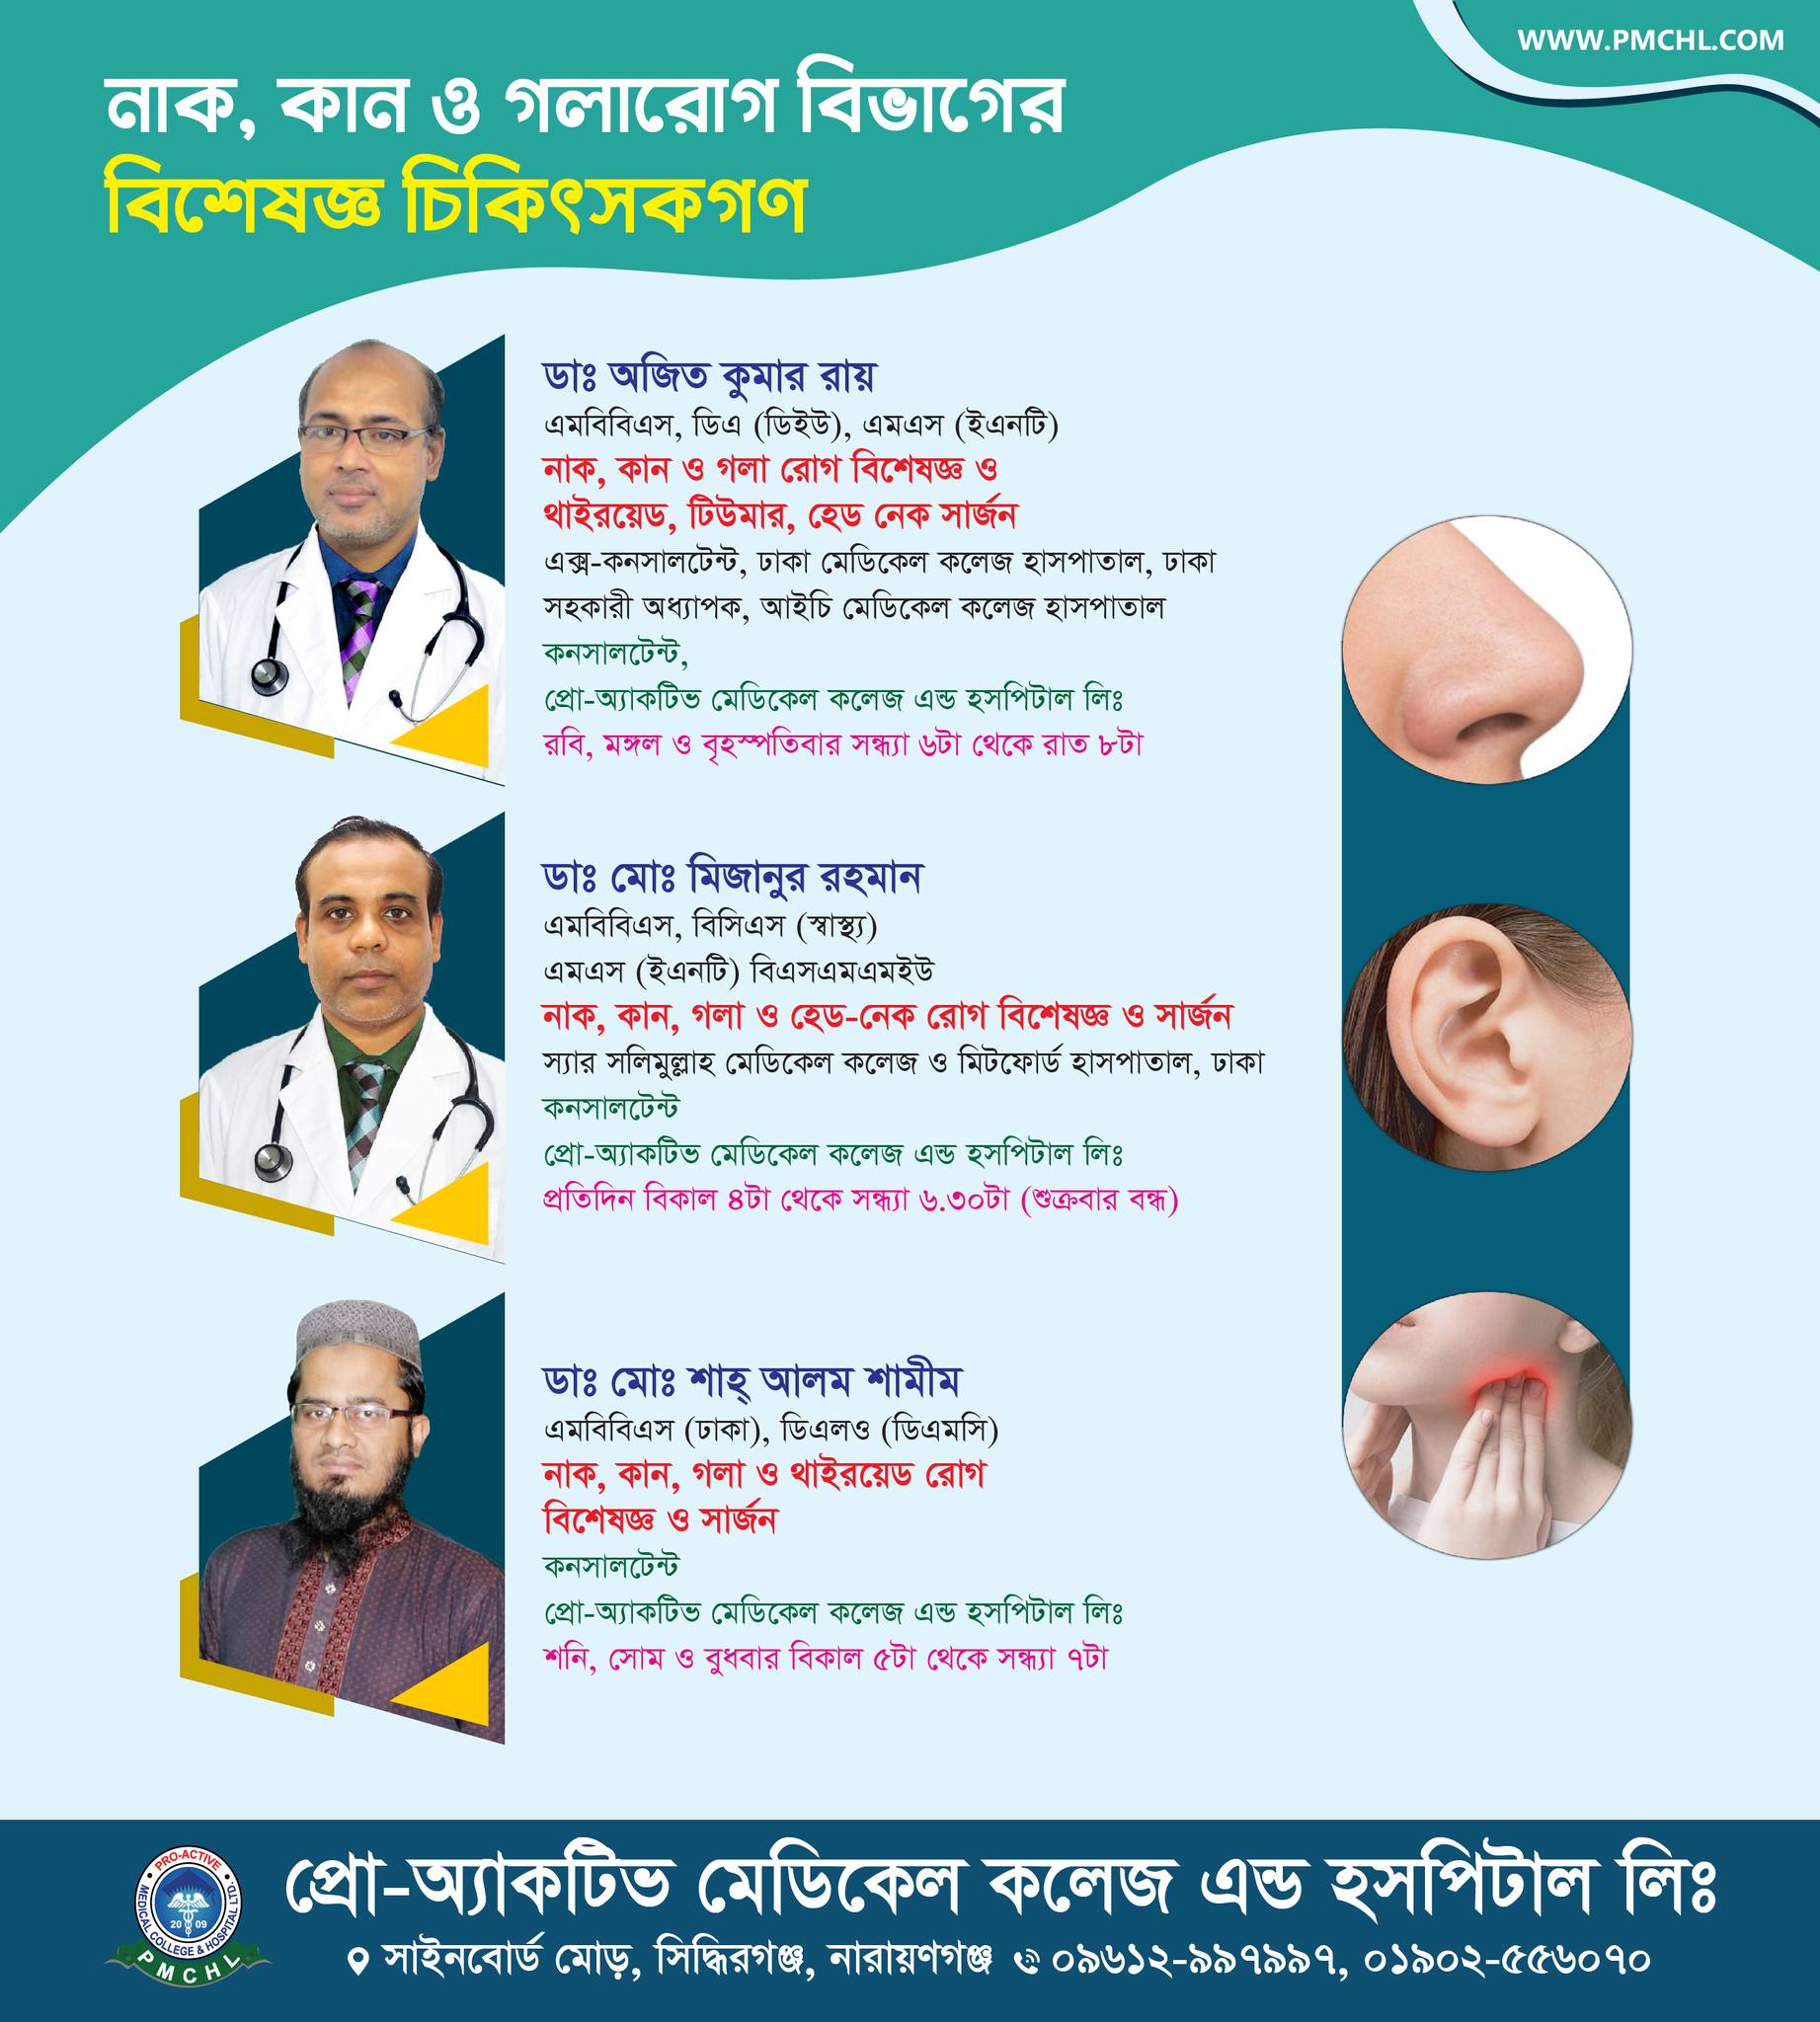 WWW.PMCHL.COM
নাক, কান ও গলারোগ বিভাগের
বিশেষজ্ঞ চিকিৎসকগণ
ডাঃ অজিত কুমার রায়
এমবিবিএস, ডিএ (ডিইউ), এমএস (ইএনটি)
নাক, কান ও গলা রোগ বিশেষজ্ঞ ও
থাইরয়েড, টিউমার, হেড নেক সার্জন
এক্স-কনসালটেন্ট, ঢাকা মেডিকেল কলেজ হাসপাতাল, ঢাকা
সহকারী অধ্যাপক, আইচি মেডিকেল কলেজ হাসপাতাল
কনসালটেন্ট,
প্রো-অ্যাকটিভ মেডিকেল কলেজ এন্ড হসপিটাল লিঃ
রবি, মঙ্গল ও বৃহস্পতিবার সন্ধ্যা ৬টা থেকে রাত ৮টা
ডাঃ মোঃ মিজানুর রহমান
এমবিবিএস, বিসিএস (স্বাস্থ্য)
এমএস (ইএনটি) বিএসএমএমইউ
নাক, কান, গলা ও হেড-নেক রোগ বিশেষজ্ঞ ও সার্জন
স্যার সলিমুল্লাহ মেডিকেল কলেজ ও মিটফোর্ড হাসপাতাল, ঢাকা
কনসালটেন্ট
প্রো-অ্যাকটিভ মেডিকেল কলেজ এন্ড হসপিটাল লিঃ
প্রতিদিন বিকাল ৪টা থেকে সন্ধ্যা ৬.৩০টা (শুক্রবার বন্ধ)
ডাঃ মোঃ শাহ্ আলম শামীম
এমবিবিএস (ঢাকা), ডিএলও (ডিএমসি)
নাক, কান, গলা ও থাইরয়েড রোগ
বিশেষজ্ঞ ও সার্জন
কনসালটেন্ট
প্রো-অ্যাকটিভ মেডিকেল কলেজ এন্ড হসপিটাল লিঃ
শনি, সোম ও বুধবার বিকাল ৫টা থেকে সন্ধ্যা ৭টা
PRO-ACTIVE
MEDICAL COLLEGE & HOSPITAL LTD.
2009
PMCHL
প্রো-অ্যাকটিভ মেডিকেল কলেজ এন্ড হসপিটাল লিঃ
সাইনবোর্ড মোড়, সিদ্ধিরগঞ্জ, নারায়ণগঞ্জ ০৯৬১২-৯৯৭৯৯৭, ০১৯০২-৫৫৬০৭০